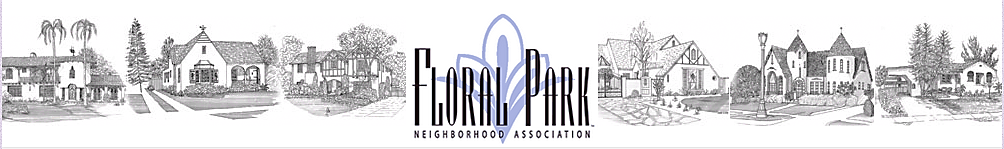 FLORAL PARK
NEIGHBORHOOD ASSOCIATION